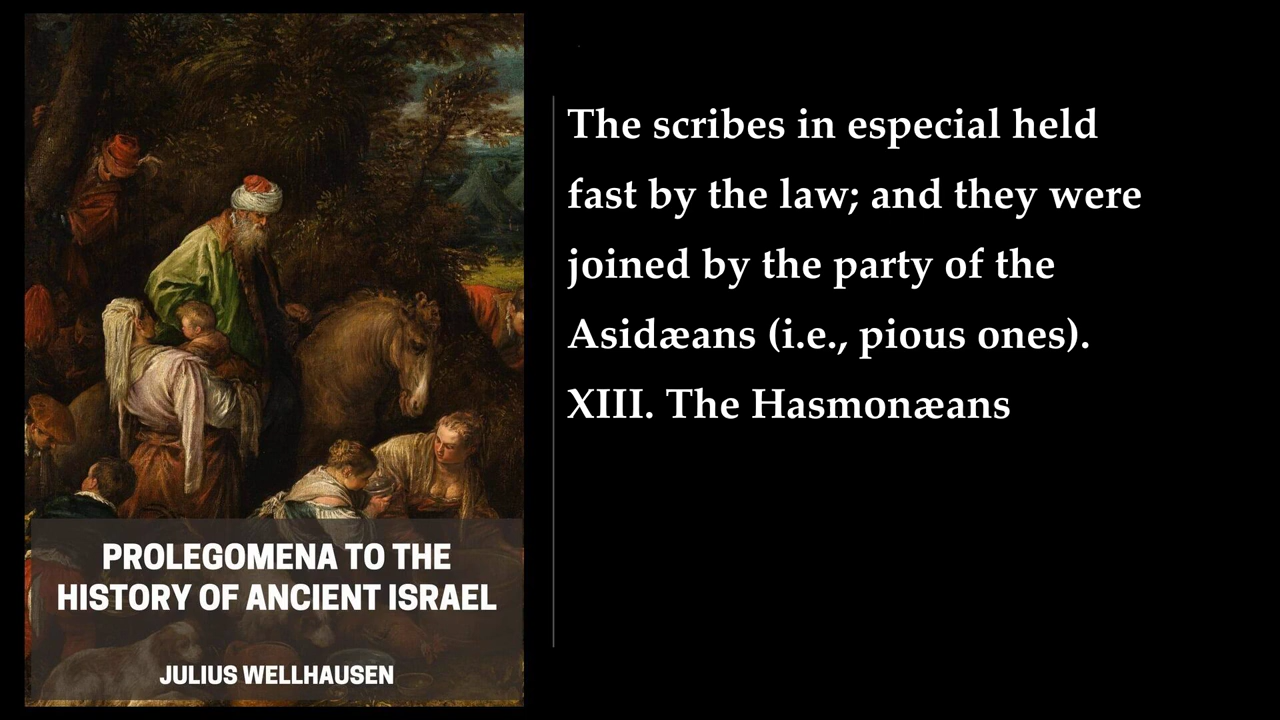 The scribes in especial held
fast by the law; and they were
joined by the party of the
Asidæans (i.e., pious ones).
XIII. The Hasmonæans
PROLEGOMENA TO THE
HISTORY OF ANCIENT ISRAEL
JULIUS WELLHAUSEN